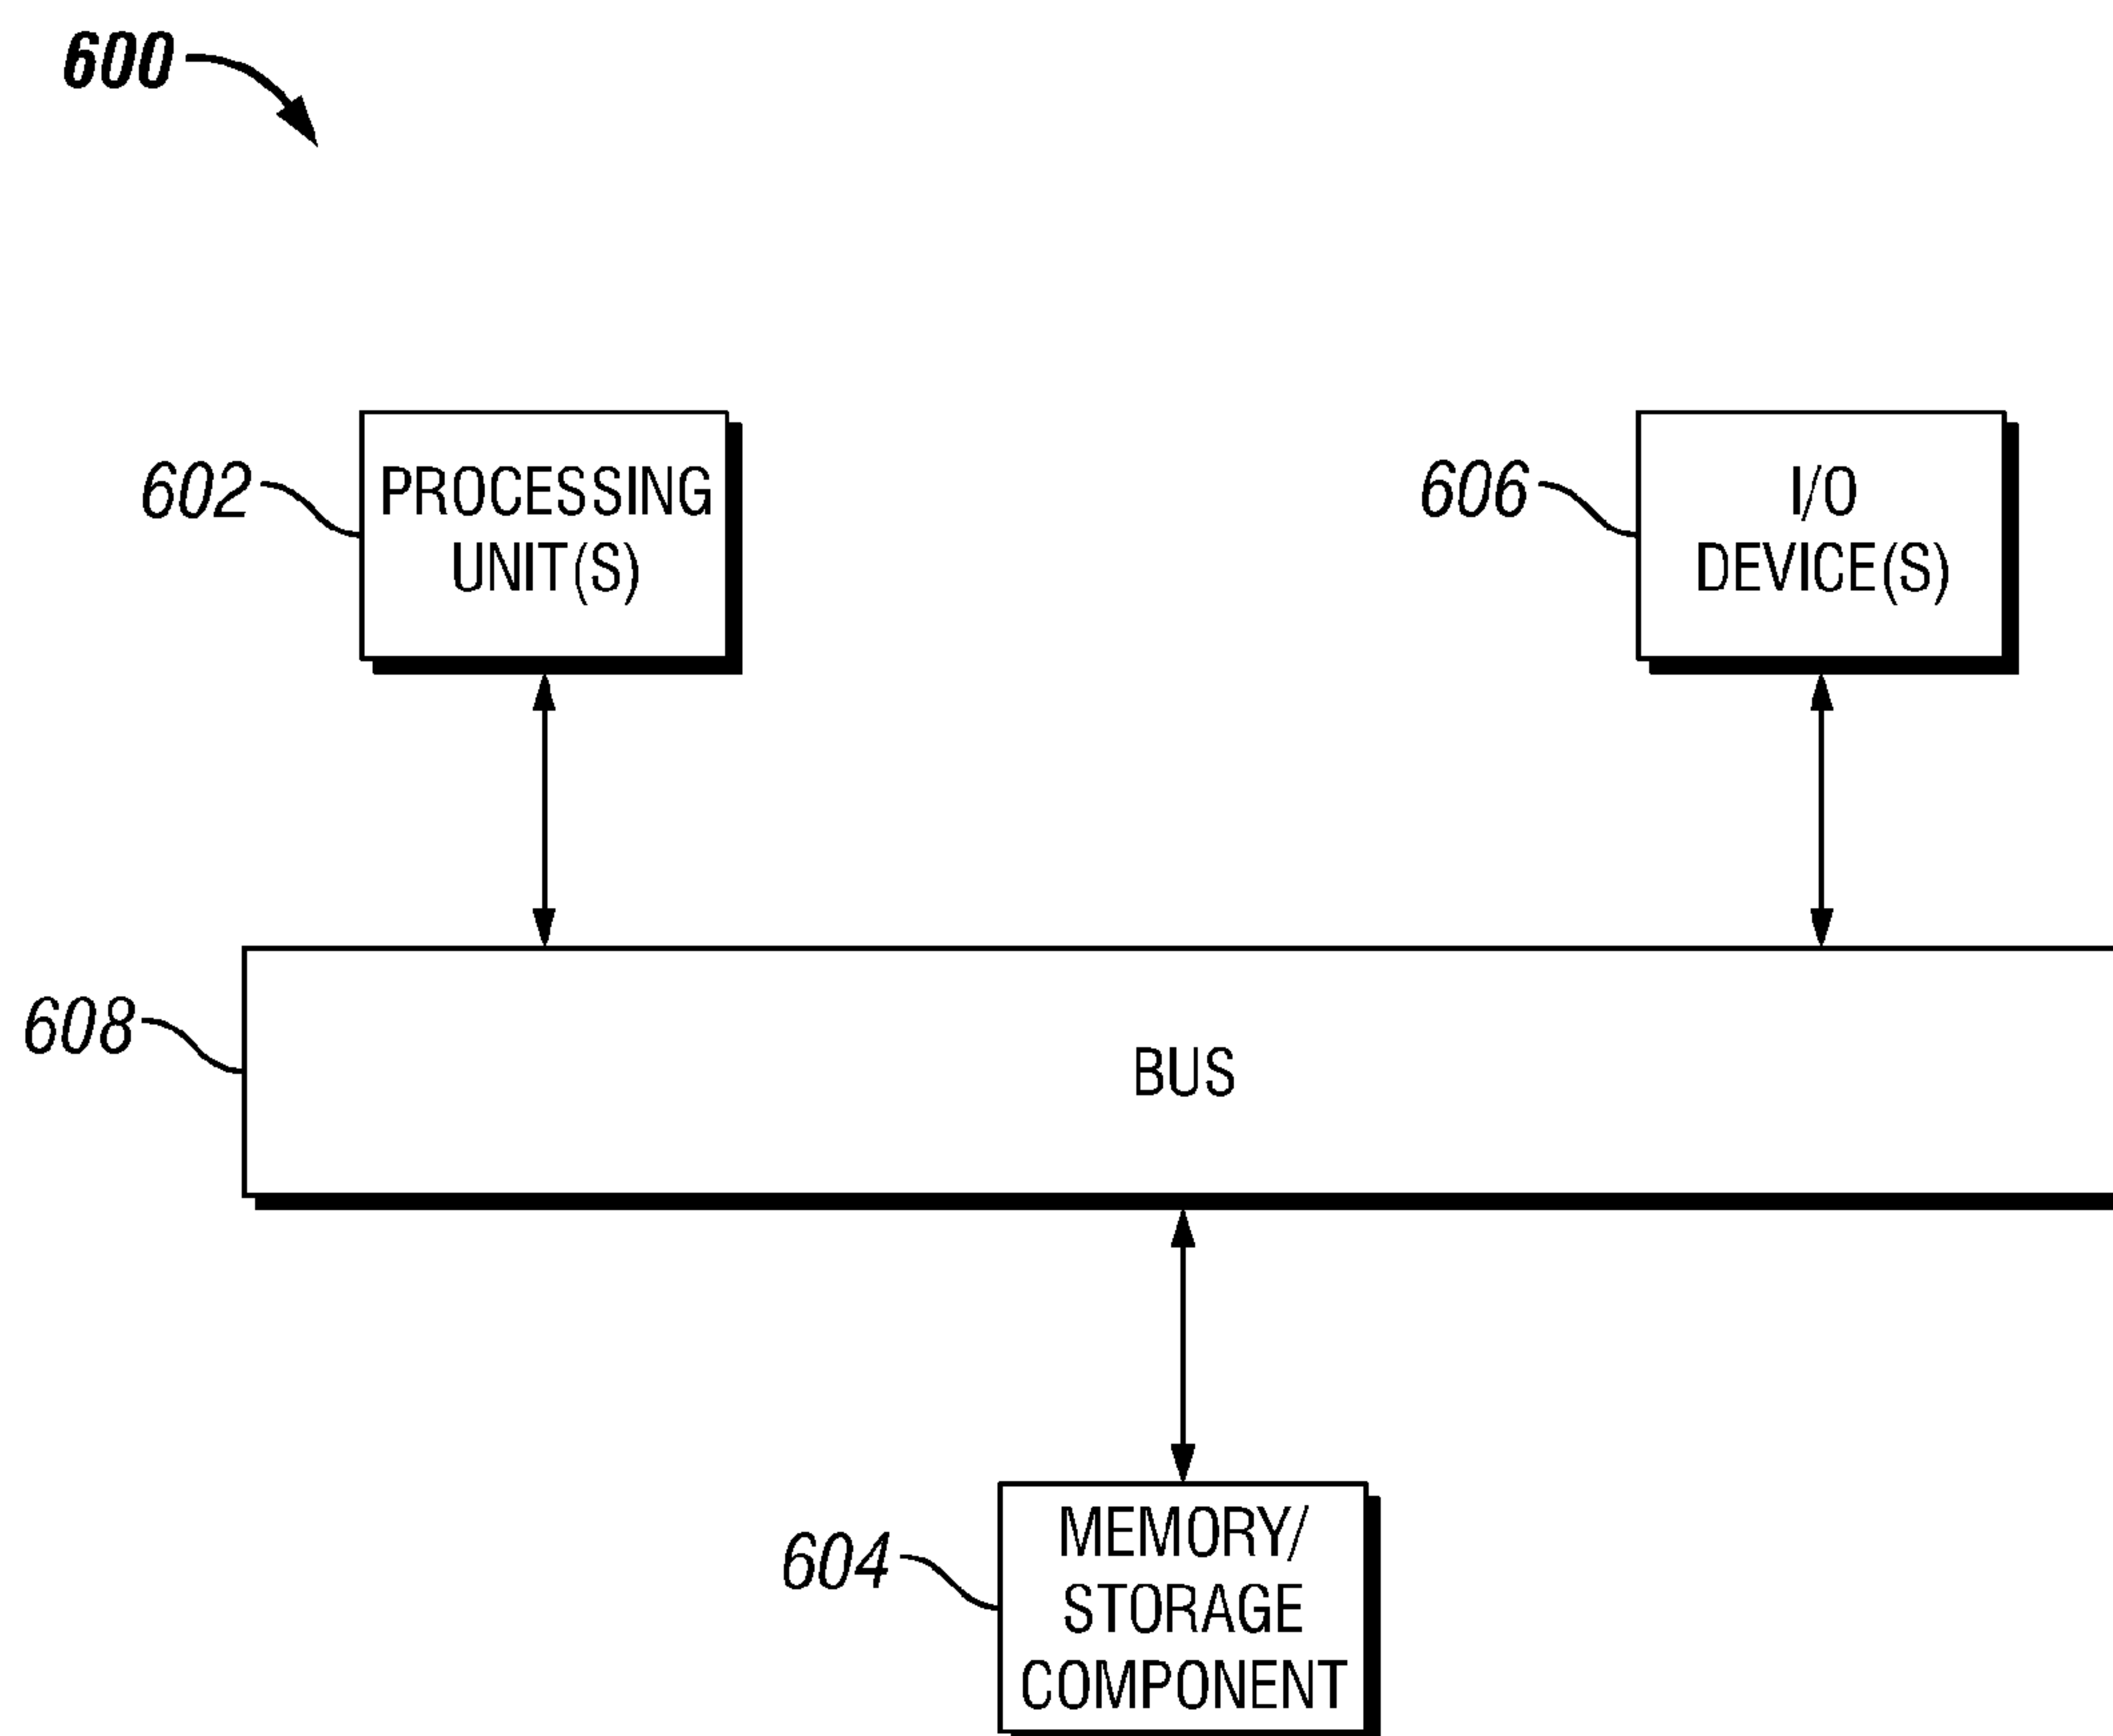 600
602
PROCESSING
UNIT(S)
606
I/O
DEVICE(S)
608
BUS
604
MEMORY/
STORAGE
COMPONENT